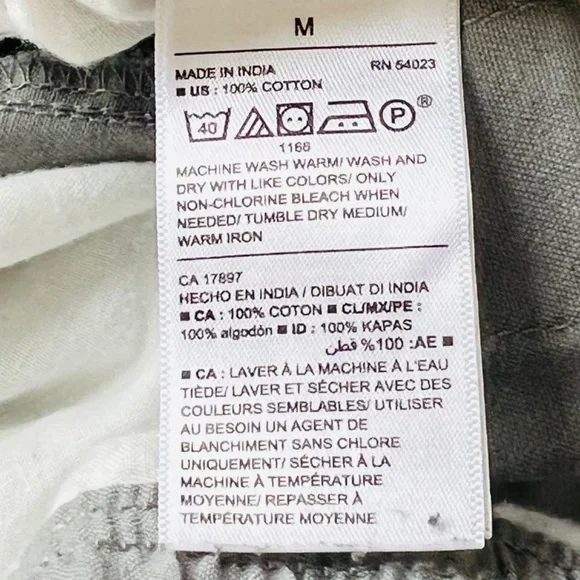 M
MADE IN INDIA RN 54023
■ US : 100% COTTON
40 P ®
1166
MACHINE WASH WARM/ WASH AND
DRY WITH LIKE COLORS/ ONLY
NON-CHLORINE BLEACH WHEN
NEEDED/ TUMBLE DRY MEDIUM/
WARM IRON
CA 17897
HECHO EN INDIA / DIBUAT DI INDIA
■ CA : 100% COTON ■ CL/MX/PE :
100% algodón ■ ID : 100% KAPAS
قطن %100 :AE ■
■ CA : LAVER À LA MACHINE À L'EAU
TIÈDE/ LAVER ET SÉCHER AVEC DES
COULEURS SEMBLABLES/ UTILISER
AU BESOIN UN AGENT DE
BLANCHIMENT SANS CHLORE
UNIQUEMENT/ SÉCHER À LA
MACHINE À TEMPÉRATURE
MOYENNE/ REPASSER À
TEMPÉRATURE MOYENNE